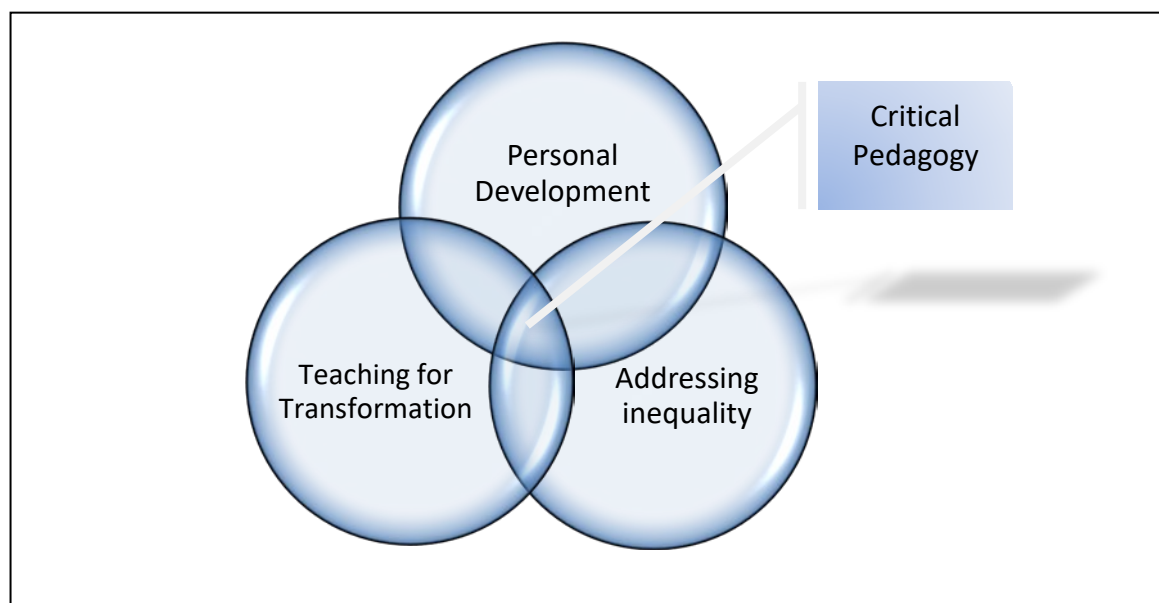 Personal
Development
Critical
Pedagogy
Teaching for
Transformation
Addressing
inequality